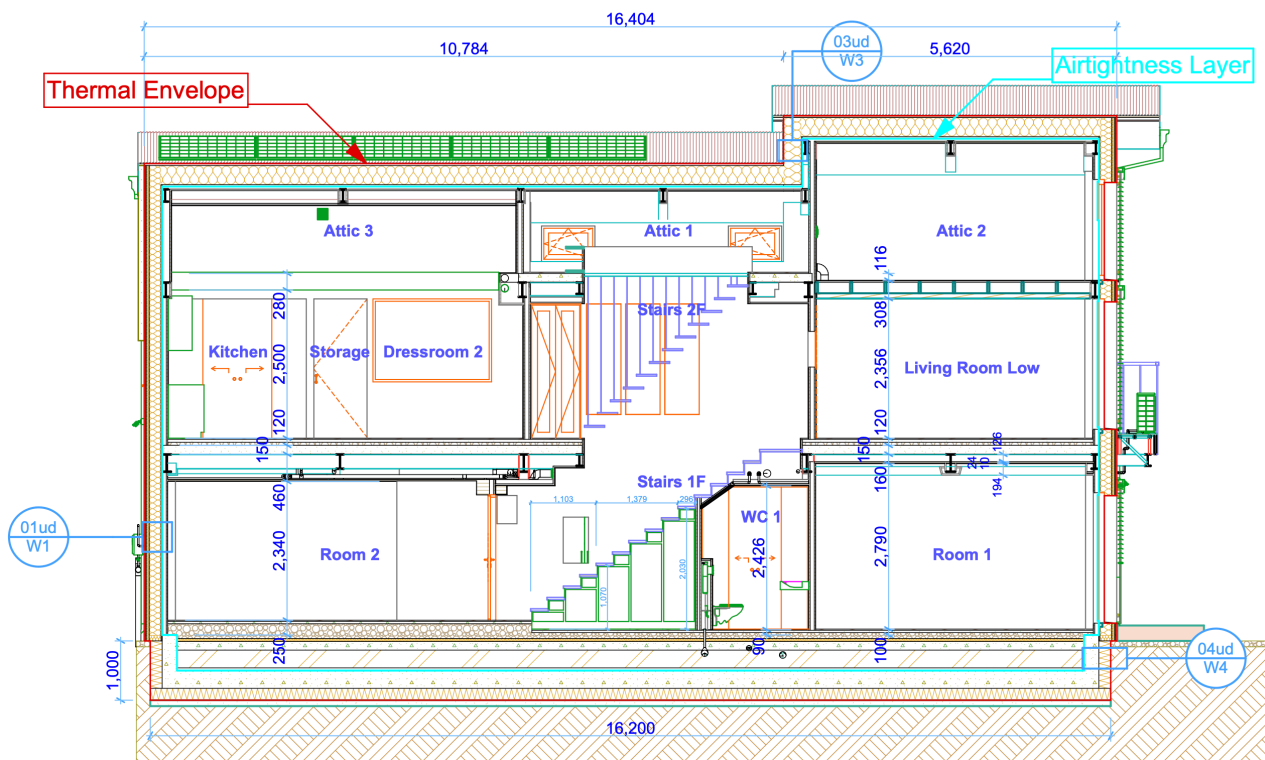 16,404
10,784
5,620
03ud
W3
Thermal Envelope
Airtightness Layer
Attic 3
Attic 1
Attic 2
116
280
Stairs 2F
308
Kitchen
Storage
Dressroom 2
2,500
2,356
Living Room Low
120
120
150
150
126
24
10
194
460
160
Stairs 1F
1,103
1,379
296
WC 1
01ud
W1
Room 2
2,340
2,426
2,790
Room 1
1,070
2,030
250
90
100
1,000
04ud
W4
16,200